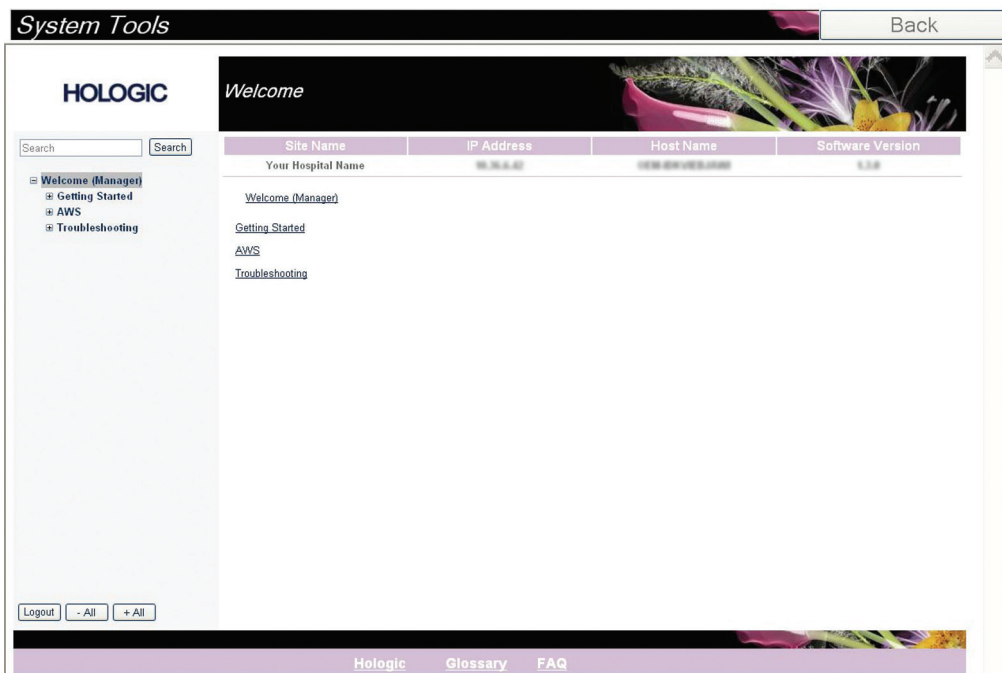 System Tools
Back
HOLOGIC
Welcome
Search
Search
Site Name
IP Address
Host Name
Software Version
Your Hospital Name
Welcome (Manager)
Getting Started
AWS
Troubleshooting
Welcome (Manager)
Getting Started
AWS
Troubleshooting
Logout
- All
+ All
Hologic
Glossary
FAQ